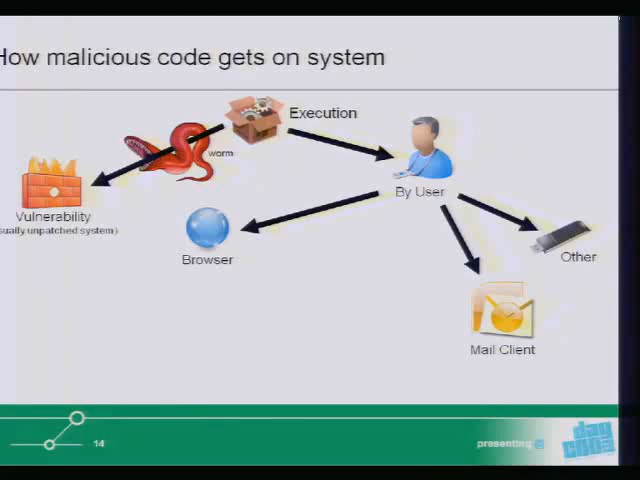 How malicious code gets on system
Execution
worm
By User
Vulnerability
sually unpatched system)
Browser
Other
Mail Client
14
presenting @
day
con